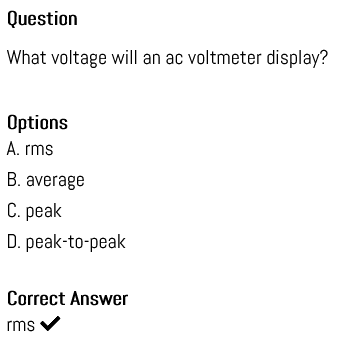 Question
What voltage will an ac voltmeter display?
Options
A. rms
B. average
C. peak
D. peak-to-peak
Correct Answer
rms ✔